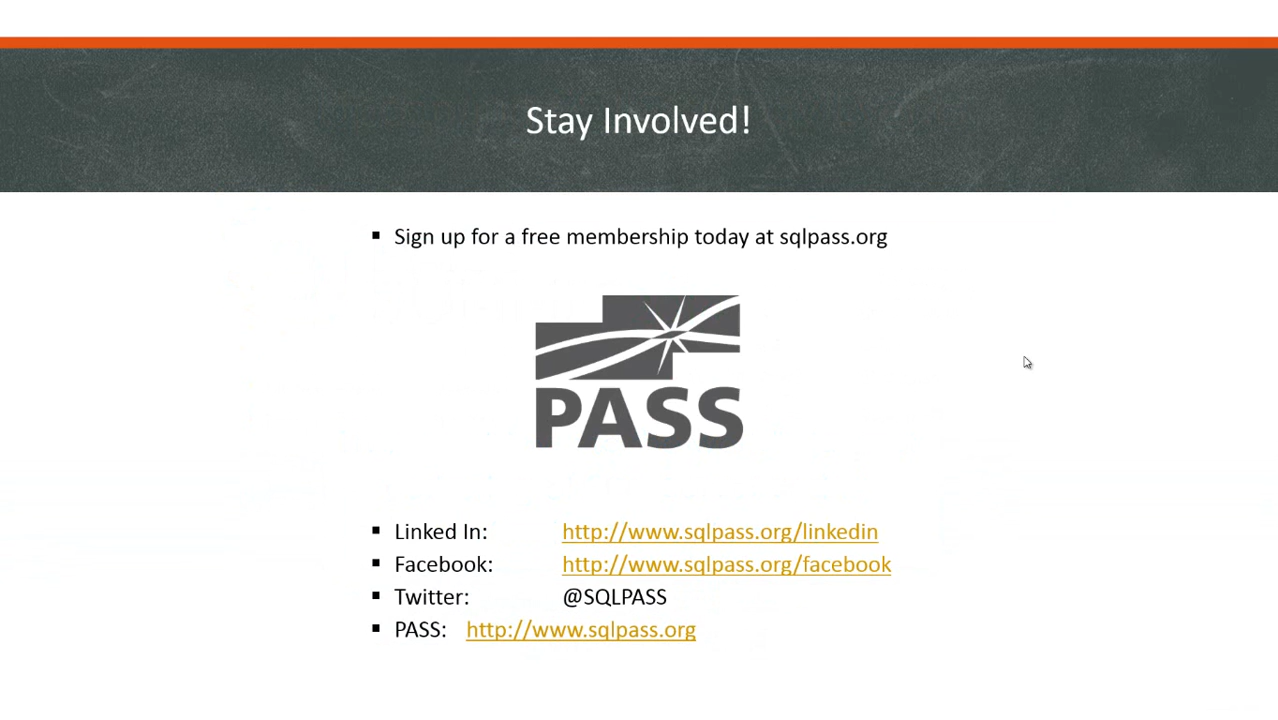 Stay Involved!
▪ Sign up for a free membership today at sqlpass.org
PASS
▪ Linked In: http://www.sqlpass.org/linkedin
▪ Facebook: http://www.sqlpass.org/facebook
▪ Twitter: @SQLPASS
▪ PASS: http://www.sqlpass.org